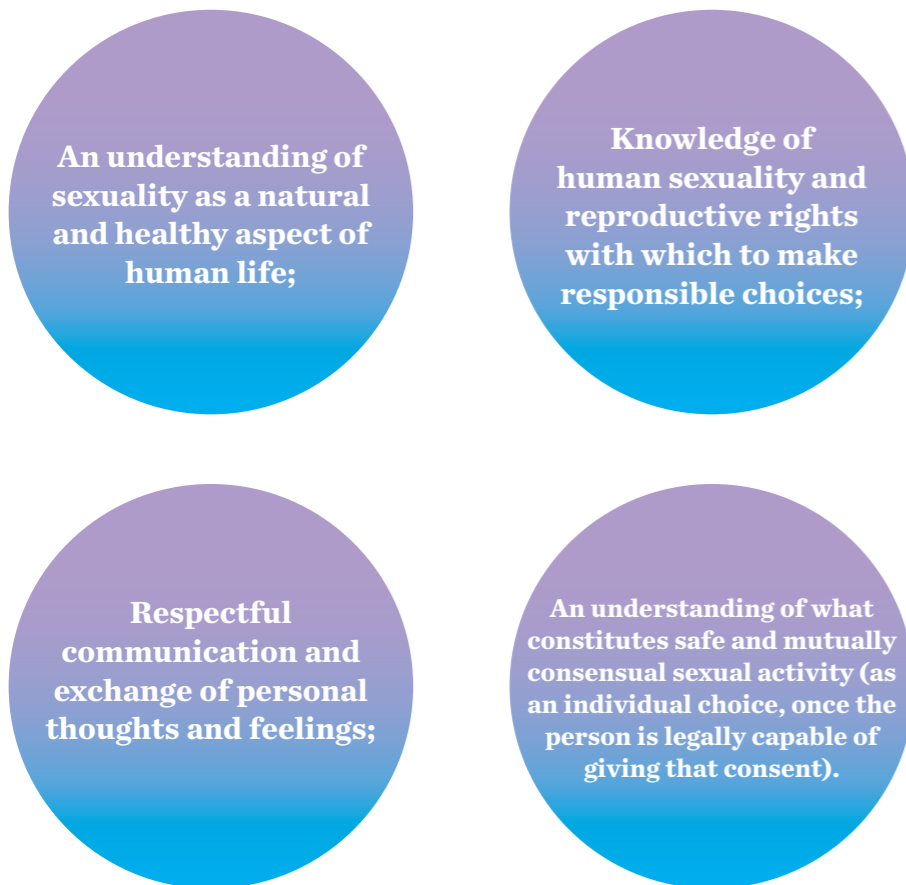 An understanding of
sexuality as a natural
and healthy aspect of
human life;
Knowledge of
human sexuality and
reproductive rights
with which to make
responsible choices;
Respectful
communication and
exchange of personal
thoughts and feelings;
An understanding of what
constitutes safe and mutually
consensual sexual activity (as
an individual choice, once the
person is legally capable of
giving that consent).